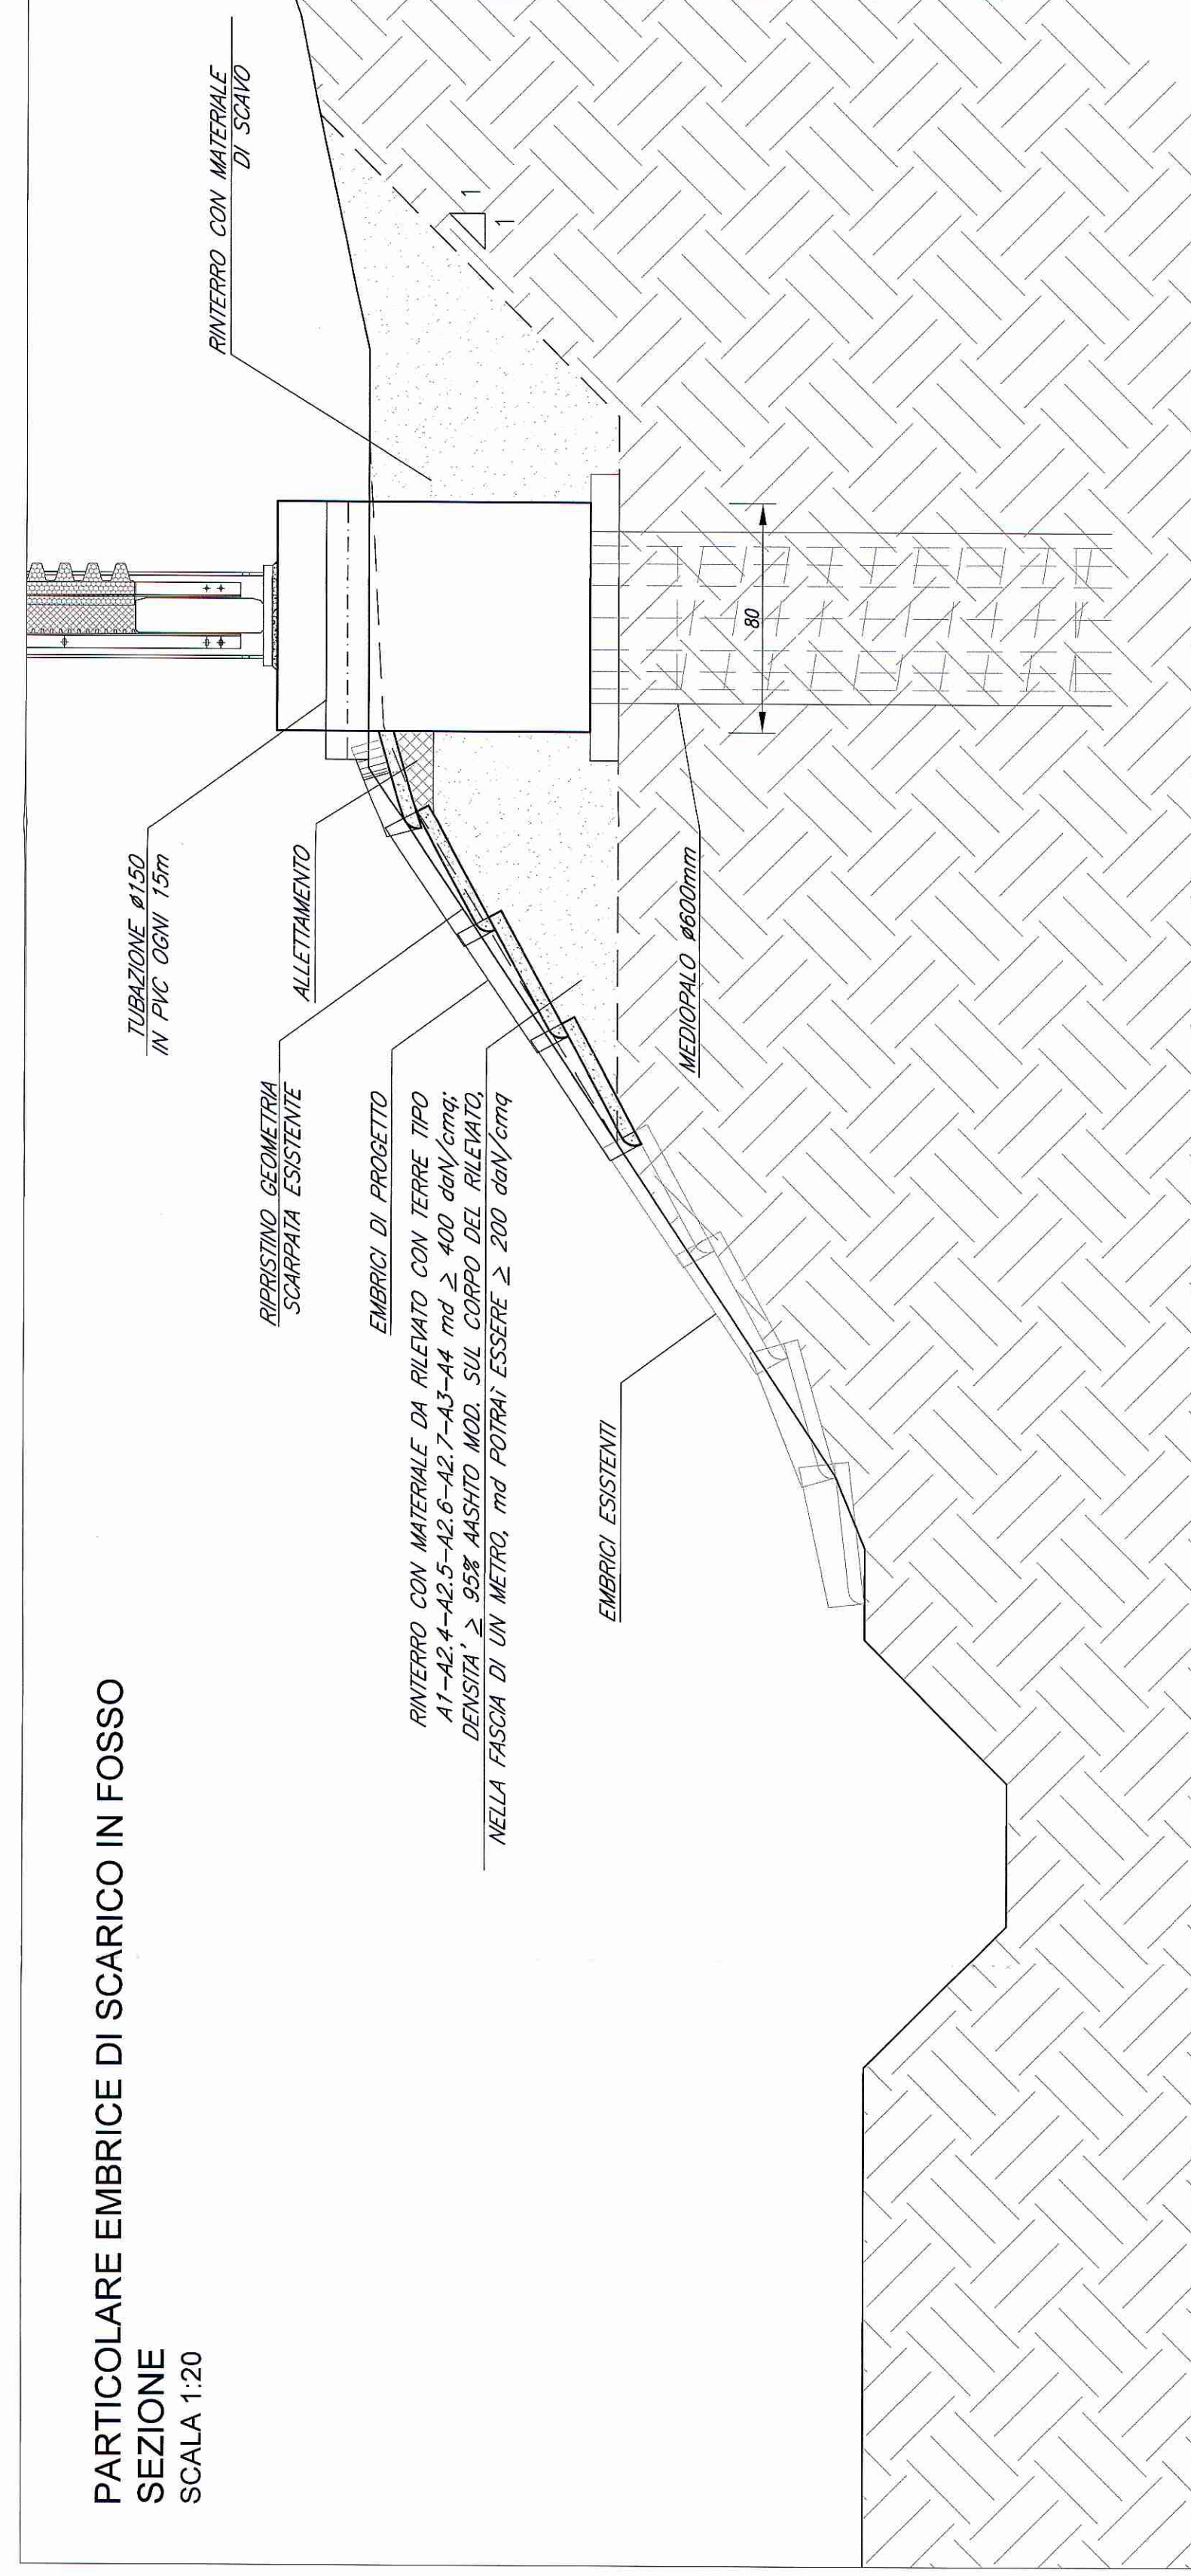 PARTICOLARE EMBRICE DI SCARICO IN FOSSO
SEZIONE
SCALA 1:20
TUBAZIONE ø150
IN PVC OGNI 15m
RINTERRO CON MATERIALE
DI SCAVO
ALLETTAMENTO
RIPRISTINO GEOMETRIA
SCARPATA ESISTENTE
EMBRICI DI PROGETTO
RINTERRO CON MATERIALE DA RILEVATO CON TERRE TIPO
A1-A2.4-A2.5-A2.6-A2.7-A3-A4 md ≥ 400 daN/cmq;
DENSITA' ≥ 95% AASHTO MOD. SUL CORPO DEL RILEVATO,
NELLA FASCIA DI UN METRO, md POTRAì ESSERE ≥ 200 daN/cmq
EMBRICI ESISTENTI
MEDIOPALO ø600mm
80
1
1